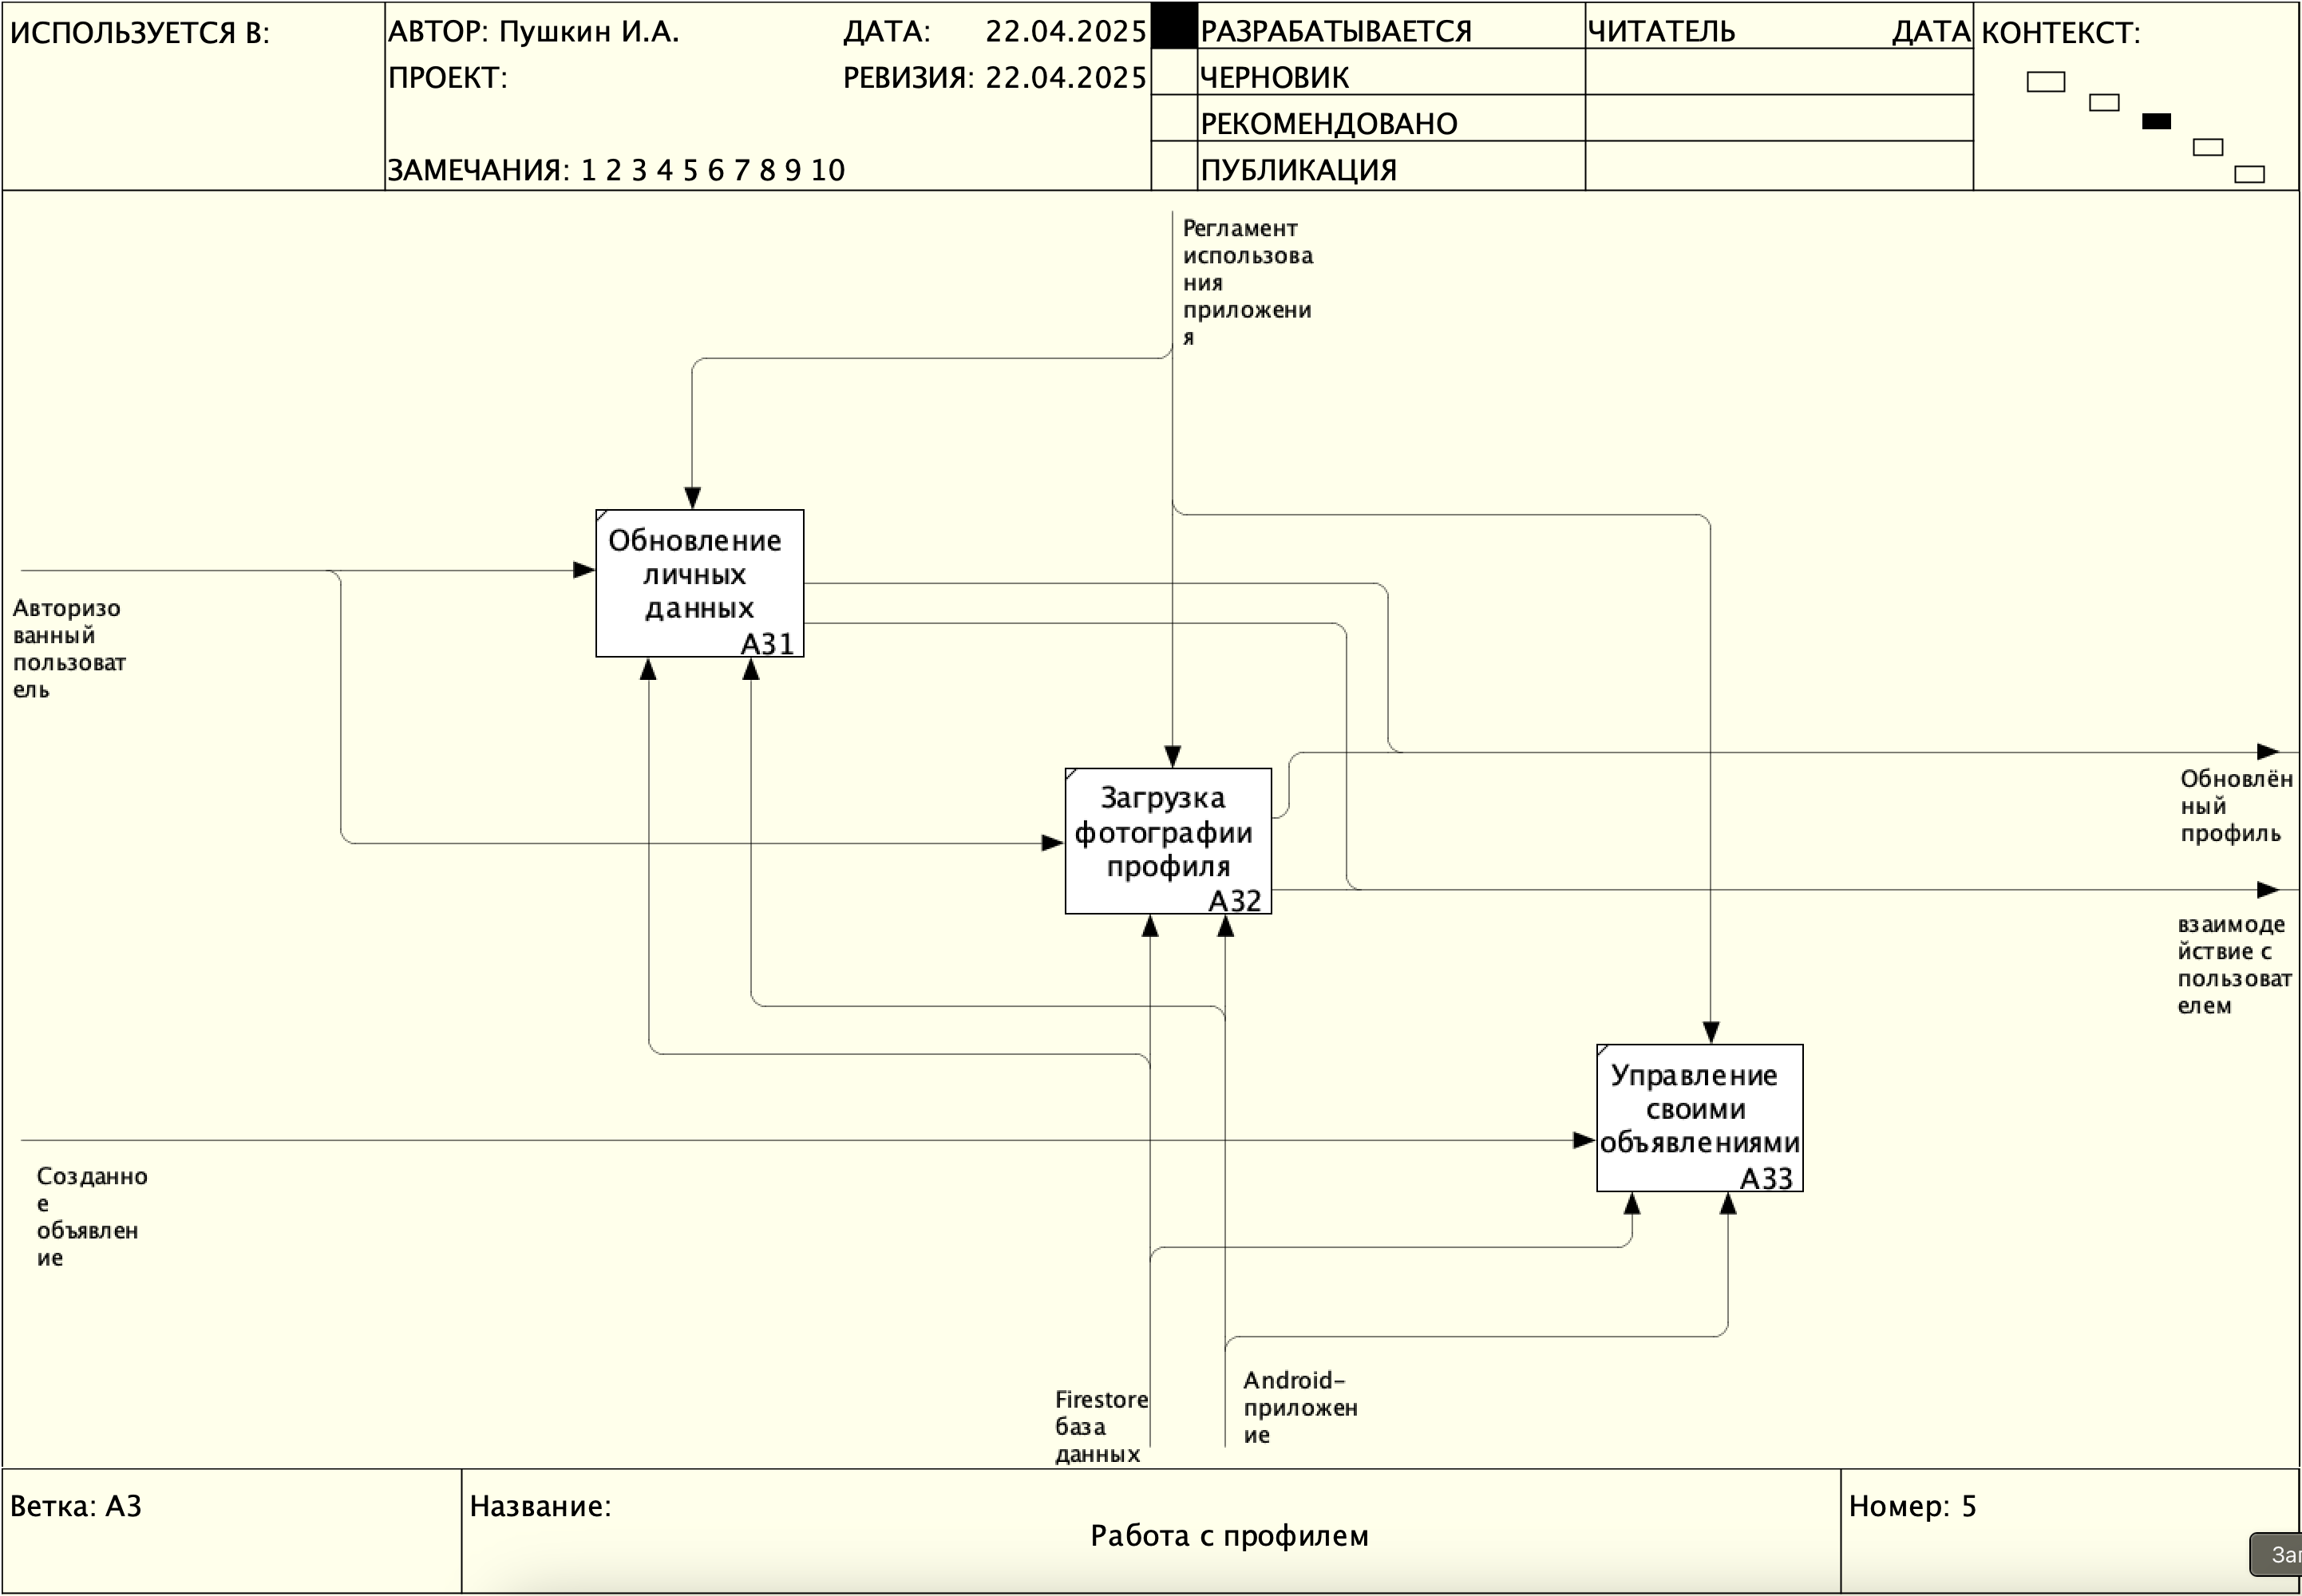 ИСПОЛЬЗУЕТСЯ В:
АВТОР: Пушкин И.А.
ДАТА: 22.04.2025
РАЗРАБАТЫВАЕТСЯ
ЧИТАТЕЛЬ
ДАТА
КОНТЕКСТ:
ПРОЕКТ:
РЕВИЗИЯ: 22.04.2025
ЧЕРНОВИК
РЕКОМЕНДОВАНО
ЗАМЕЧАНИЯ: 1 2 3 4 5 6 7 8 9 10
ПУБЛИКАЦИЯ
Регламент
использова
ния
приложени
я
Обновление
личных
данных
A31
Авторизо
ванный
пользоват
ель
Загрузка
фотографии
профиля
A32
Обновлён
ный
профиль
взаимоде
йствие с
пользоват
елем
Управление
своими
объявлениями
A33
Созданно
е
объявлен
ие
Firestore
база
данных
Android-
приложен
ие
Ветка: A3
Название:
Работа с профилем
Номер: 5